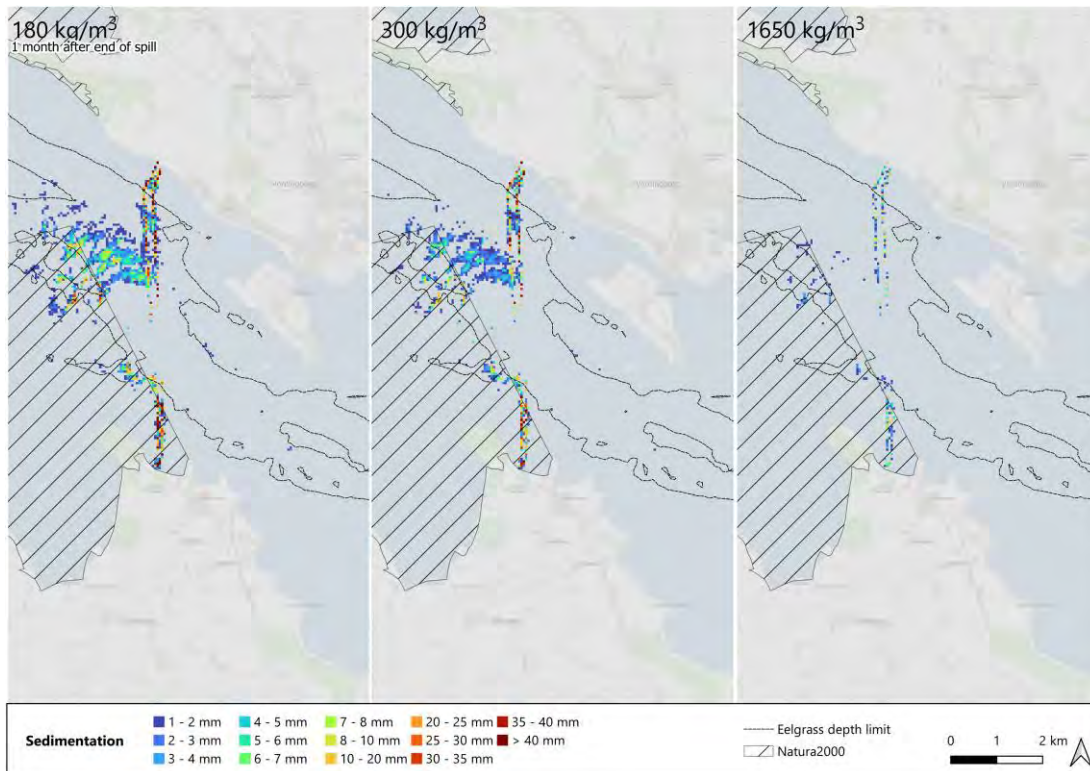 180 kg/m³
1 month after end of spill
300 kg/m³
1650 kg/m³
Sedimentation
1 - 2 mm
2 - 3 mm
3 - 4 mm
4 - 5 mm
5 - 6 mm
6 - 7 mm
7 - 8 mm
8 - 10 mm
10 - 20 mm
20 - 25 mm
25 - 30 mm
30 - 35 mm
35 - 40 mm
> 40 mm
Eelgrass depth limit
Natura2000
0 1 2 km